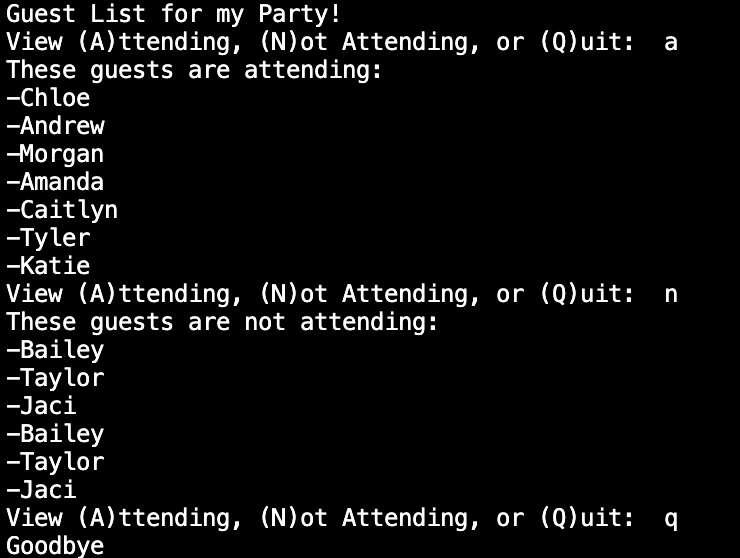 Guest List for my Party!
View (A)ttending, (N)ot Attending, or (Q)uit:  a
These guests are attending:
-Chloe
-Andrew
-Morgan
-Amanda
-Caitlyn
-Tyler
-Katie
View (A)ttending, (N)ot Attending, or (Q)uit:  n
These guests are not attending:
-Bailey
-Taylor
-Jaci
-Bailey
-Taylor
-Jaci
View (A)ttending, (N)ot Attending, or (Q)uit:  q
Goodbye